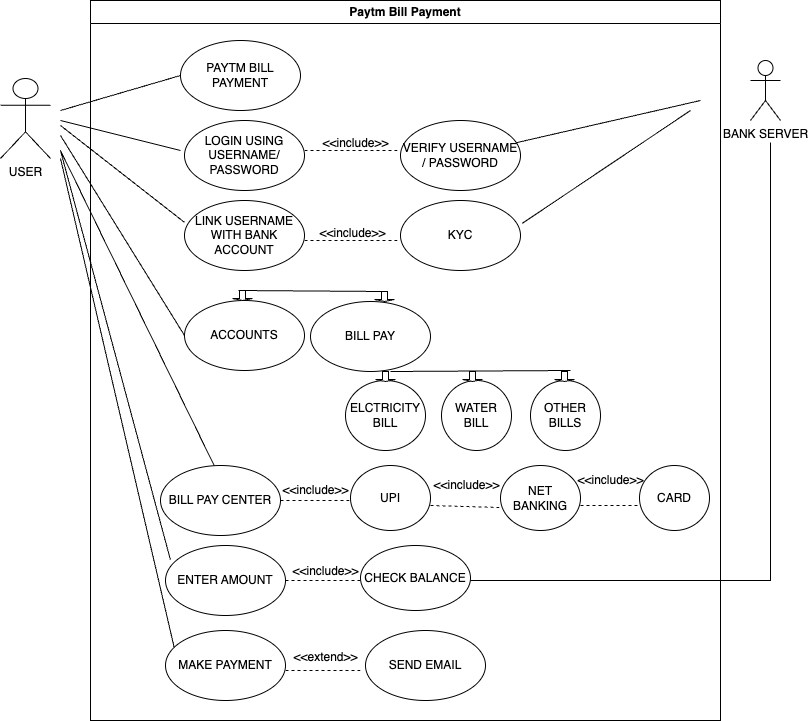 Paytm Bill Payment
PAYTM BILL
PAYMENT
LOGIN USING
USERNAME/
PASSWORD
<<include>>
VERIFY USERNAME
/ PASSWORD
BANK SERVER
USER
LINK USERNAME
WITH BANK
ACCOUNT
<<include>>
KYC
ACCOUNTS
BILL PAY
ELCTRICITY
BILL
WATER
BILL
OTHER
BILLS
BILL PAY CENTER
<<include>>
UPI
<<include>>
NET
BANKING
<<include>>
CARD
ENTER AMOUNT
<<include>>
CHECK BALANCE
MAKE PAYMENT
<<extend>>
SEND EMAIL